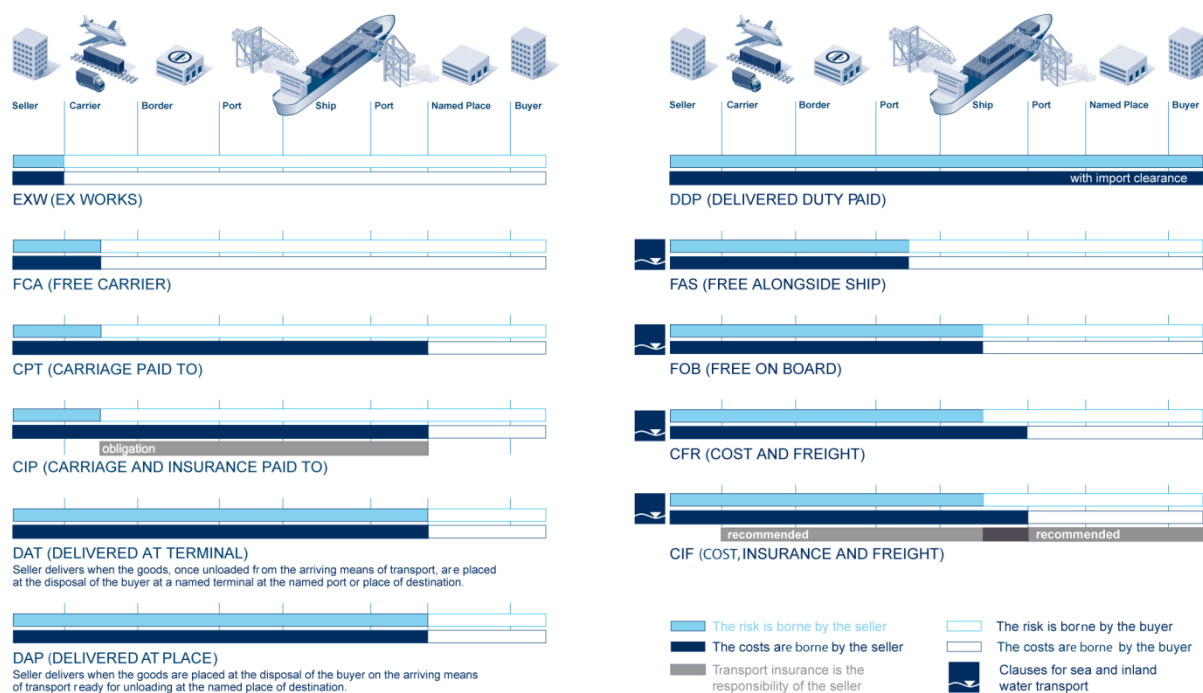 Seller Carrier Border Port Ship Port Named Place Buyer
EXW (EX WORKS)
FCA (FREE CARRIER)
CPT (CARRIAGE PAID TO)
obligation
CIP (CARRIAGE AND INSURANCE PAID TO)
DAT (DELIVERED AT TERMINAL)
Seller delivers when the goods, once unloaded from the arriving means of transport, are placed
at the disposal of the buyer at a named terminal at the named port or place of destination.
DAP (DELIVERED AT PLACE)
Seller delivers when the goods are placed at the disposal of the buyer on the arriving means
of transport ready for unloading at the named place of destination.
Seller Carrier Border Port Ship Port Named Place Buyer
with import clearance
DDP (DELIVERED DUTY PAID)
FAS (FREE ALONGSIDE SHIP)
FOB (FREE ON BOARD)
CFR (COST AND FREIGHT)
recommended recommended
CIF (COST, INSURANCE AND FREIGHT)
The risk is borne by the seller
The costs are borne by the seller
Transport insurance is the
responsibility of the seller
The risk is borne by the buyer
The costs are borne by the buyer
Clauses for sea and inland
water transport